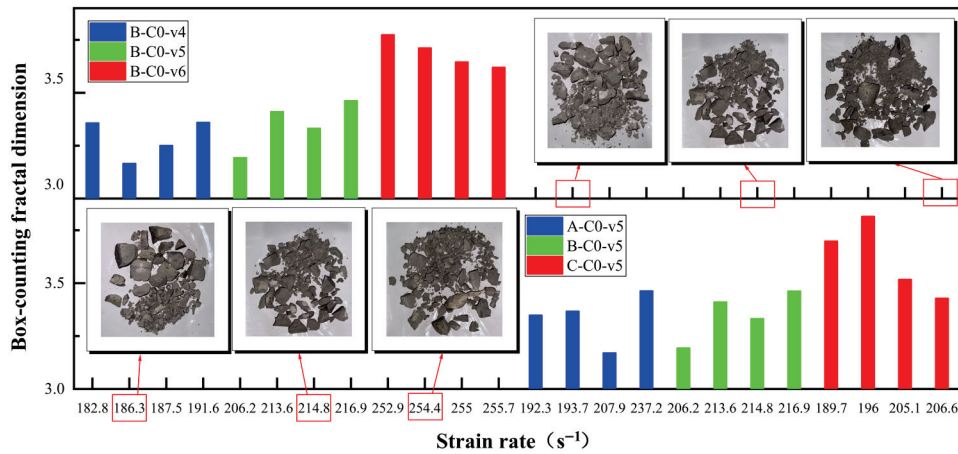 B-C0-v4
B-C0-v5
B-C0-v6
3.5
3.0
Box-counting fractal dimension
A-C0-v5
B-C0-v5
C-C0-v5
3.5
3.0
182.8 186.3 187.5 191.6 206.2 213.6 214.8 216.9 252.9 254.4 255 255.7 192.3 193.7 207.9 237.2 206.2 213.6 214.8 216.9 189.7 196 205.1 206.6
Strain rate（s⁻¹）